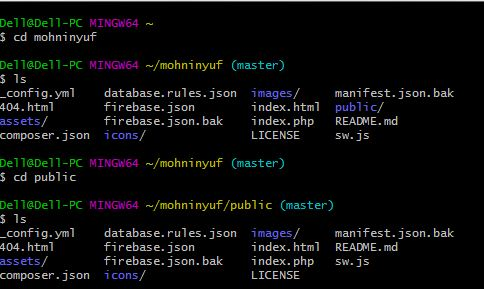 Dell@Dell-PC MINGW64 ~
$ cd mohninyuf
Dell@Dell-PC MINGW64 ~/mohninyuf (master)
$ ls
_config.yml    database.rules.json  images/     manifest.json.bak
404.html       firebase.json        index.html  public/
assets/        firebase.json.bak    index.php   README.md
composer.json  icons/               LICENSE     sw.js
Dell@Dell-PC MINGW64 ~/mohninyuf (master)
$ cd public
Dell@Dell-PC MINGW64 ~/mohninyuf/public (master)
$ ls
_config.yml    database.rules.json  images/     manifest.json.bak
404.html       firebase.json        index.html  README.md
assets/        firebase.json.bak    index.php   sw.js
composer.json  icons/               LICENSE